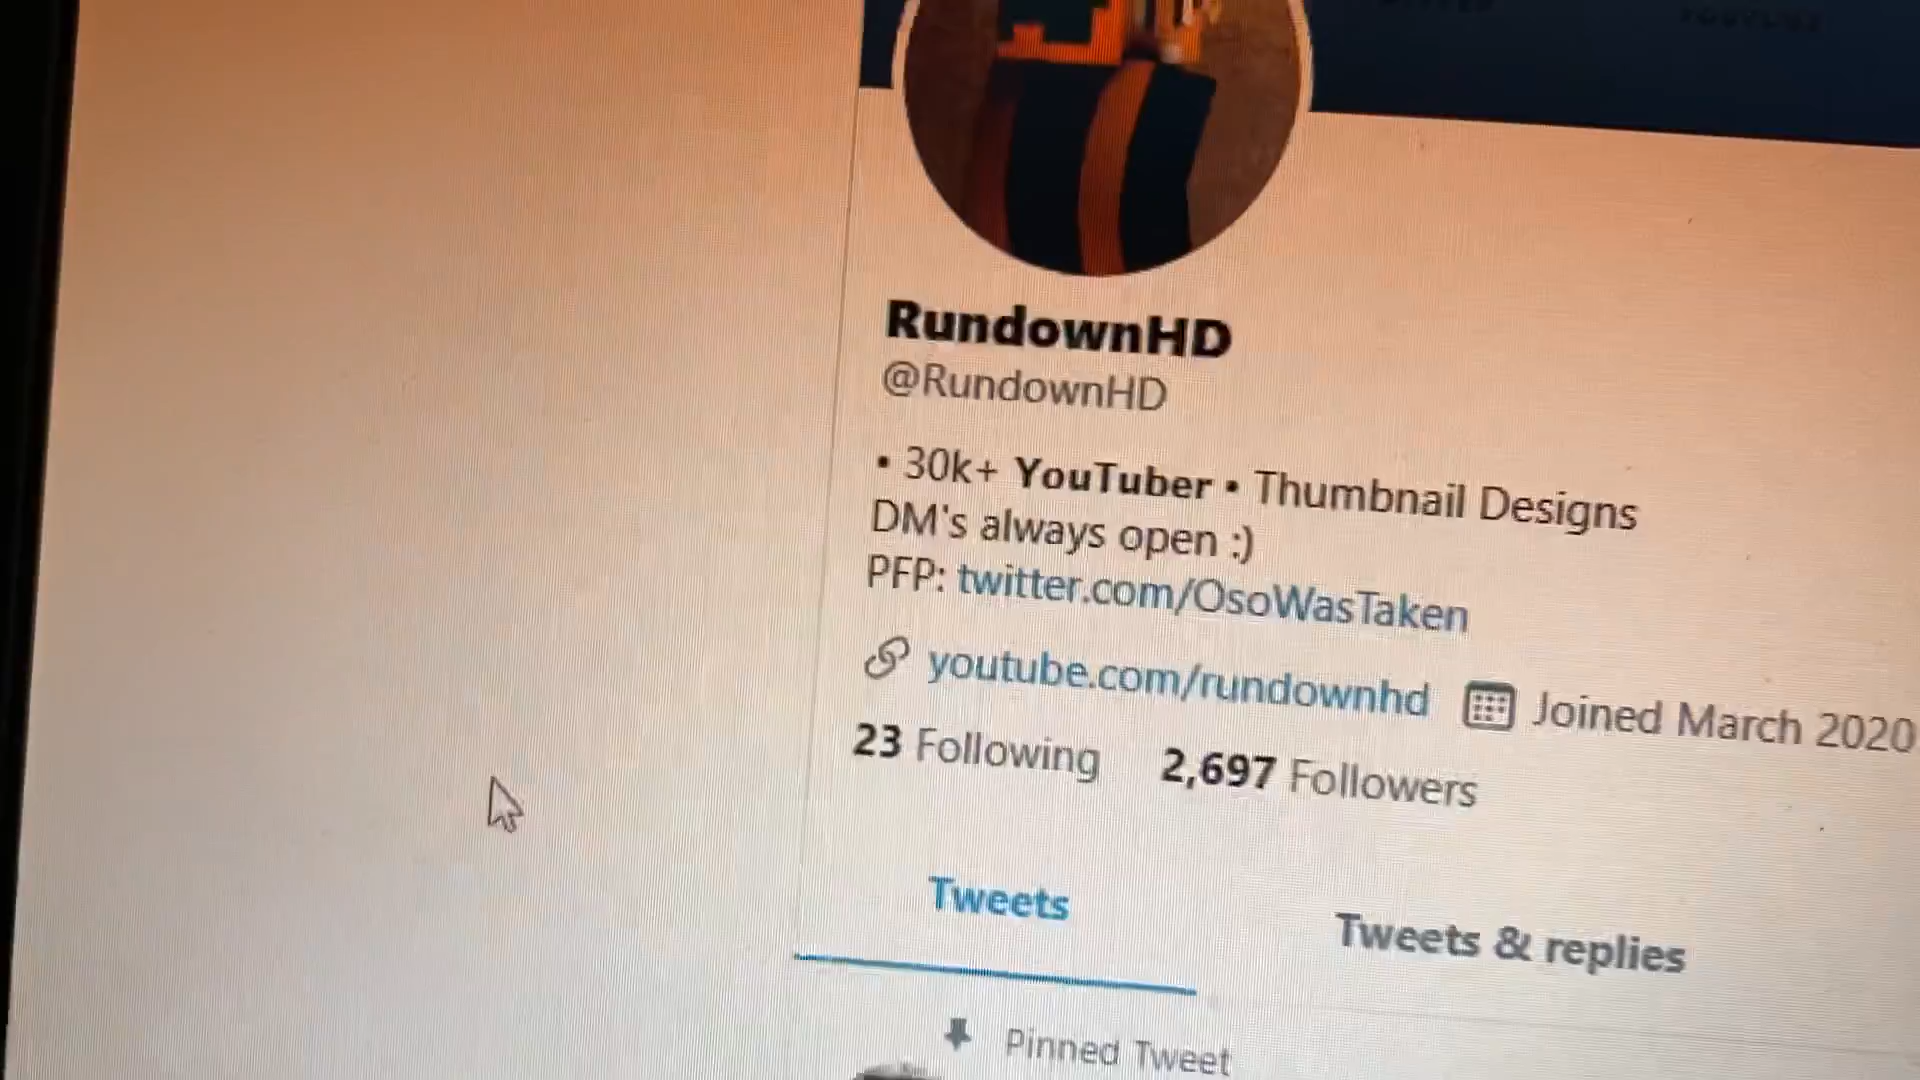 RundownHD
@RundownHD
• 30k+ YouTuber • Thumbnail Designs
DM's always open :)
PFP: twitter.com/OsoWasTaken
youtube.com/rundownhd Joined March 2020
23 Following 2,697 Followers
Tweets Tweets & replies
Pinned Tweet